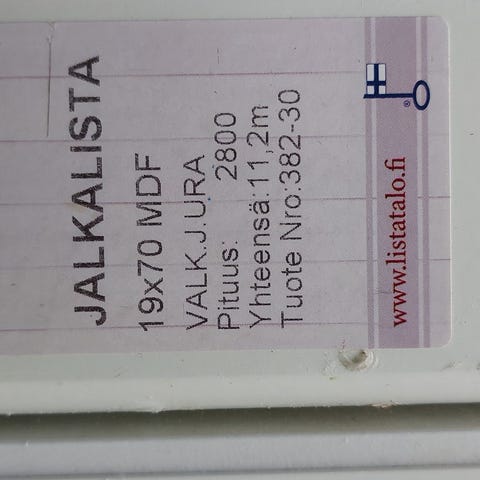 JALKALISTA
19x70 MDF
VALK.J.URA
Pituus: 2800
Yhteensä:11,2m
Tuote Nro:382-30
www.listatalo.fi